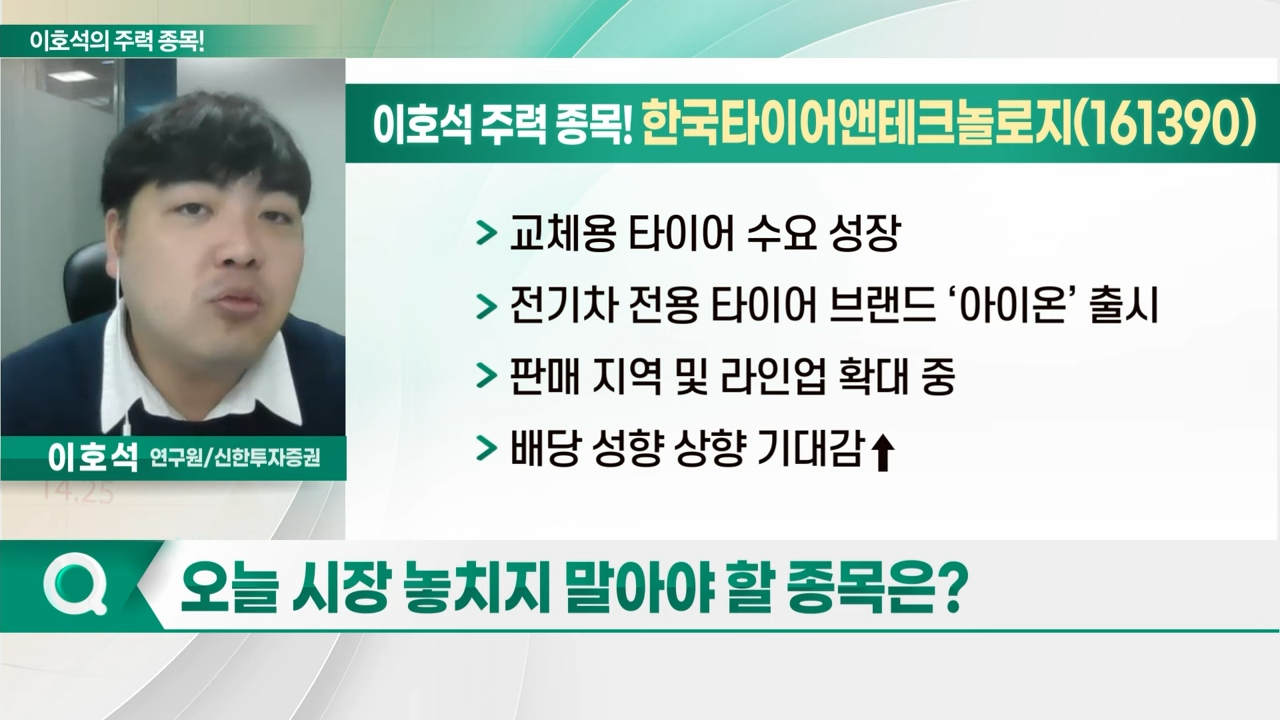 이호석의 주력 종목!
이호석 주력 종목! 한국타이어앤테크놀로지(161390)
> 교체용 타이어 수요 성장
> 전기차 전용 타이어 브랜드 ‘아이온’ 출시
> 판매 지역 및 라인업 확대 중
> 배당 성향 상향 기대감⬆
이호석 연구원/신한투자증권
14.25
Q 오늘 시장 놓치지 말아야 할 종목은?